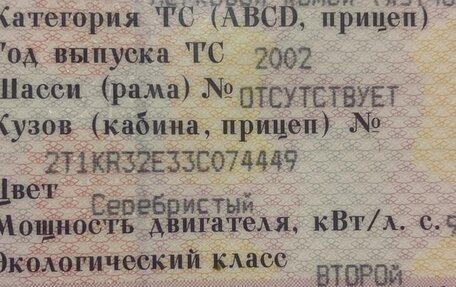 Категория ТС (ABCD, прицеп)
Год выпуска ТС 2002
Шасси (рама) № ОТСУТСТВУЕТ
Кузов (кабина, прицеп) №
2T1KR32E33C074449
Цвет
Серебристый
Мощность двигателя, кВт/л. с.
Экологический класс
ВТОРОЙ